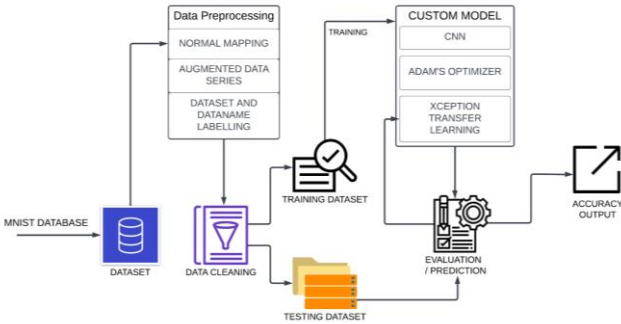 Data Preprocessing
NORMAL MAPPING
AUGMENTED DATA
SERIES
DATASET AND
DATANAME
LABELLING
TRAINING
CUSTOM MODEL
CNN
ADAM'S OPTIMIZER
XCEPTION
TRANSFER
LEARNING
MNIST DATABASE
DATASET
DATA CLEANING
TRAINING DATASET
TESTING DATASET
EVALUATION
/ PREDICTION
ACCURACY
OUTPUT